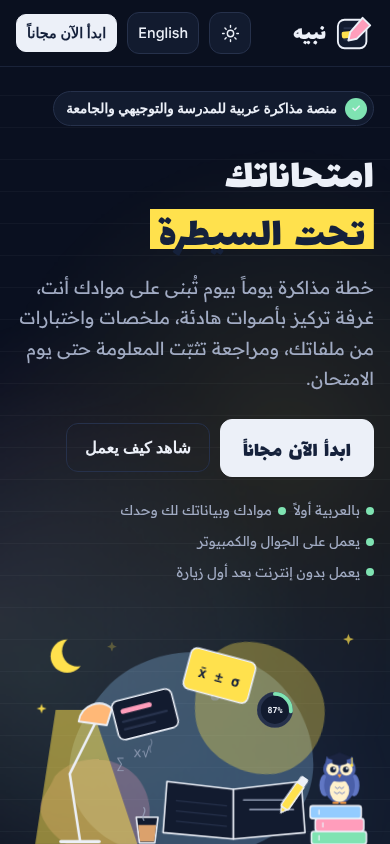 نبيه
English
ابدأ الآن مجاناً
منصة مذاكرة عربية للمدرسة والتوجيهي والجامعة
امتحاناتك
تحت السيطرة
خطة مذاكرة يوماً بيوم تُبنى على موادك أنت،
غرفة تركيز بأصوات هادئة، ملخصات واختبارات
من ملفاتك، ومراجعة تثبّت المعلومة حتى يوم
الامتحان.
ابدأ الآن مجاناً
شاهد كيف يعمل
بالعربية أولاً
موادك وبياناتك لك وحدك
يعمل على الجوال والكمبيوتر
يعمل بدون إنترنت بعد أول زيارة
x̄ ± σ
87%
∑
x√
∫